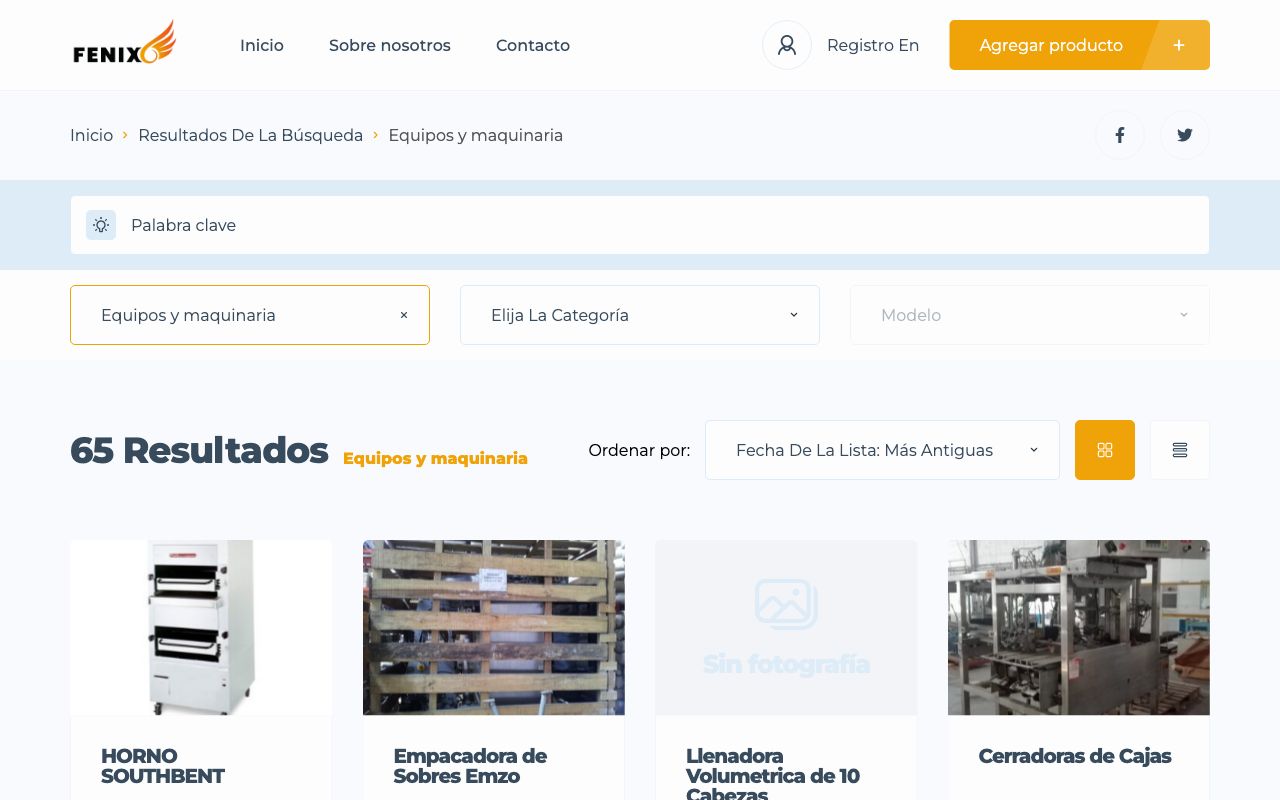 FENIX
Inicio
Sobre nosotros
Contacto
Registro En
Agregar producto +
Inicio › Resultados De La Búsqueda › Equipos y maquinaria
Palabra clave
Equipos y maquinaria ×
Elija La Categoría
Modelo
65 Resultados Equipos y maquinaria
Ordenar por:
Fecha De La Lista: Más Antiguas
Sin fotografía
HORNO
SOUTHBENT
Empacadora de
Sobres Emzo
Llenadora
Volumetrica de 10
Cabezas
Cerradoras de Cajas